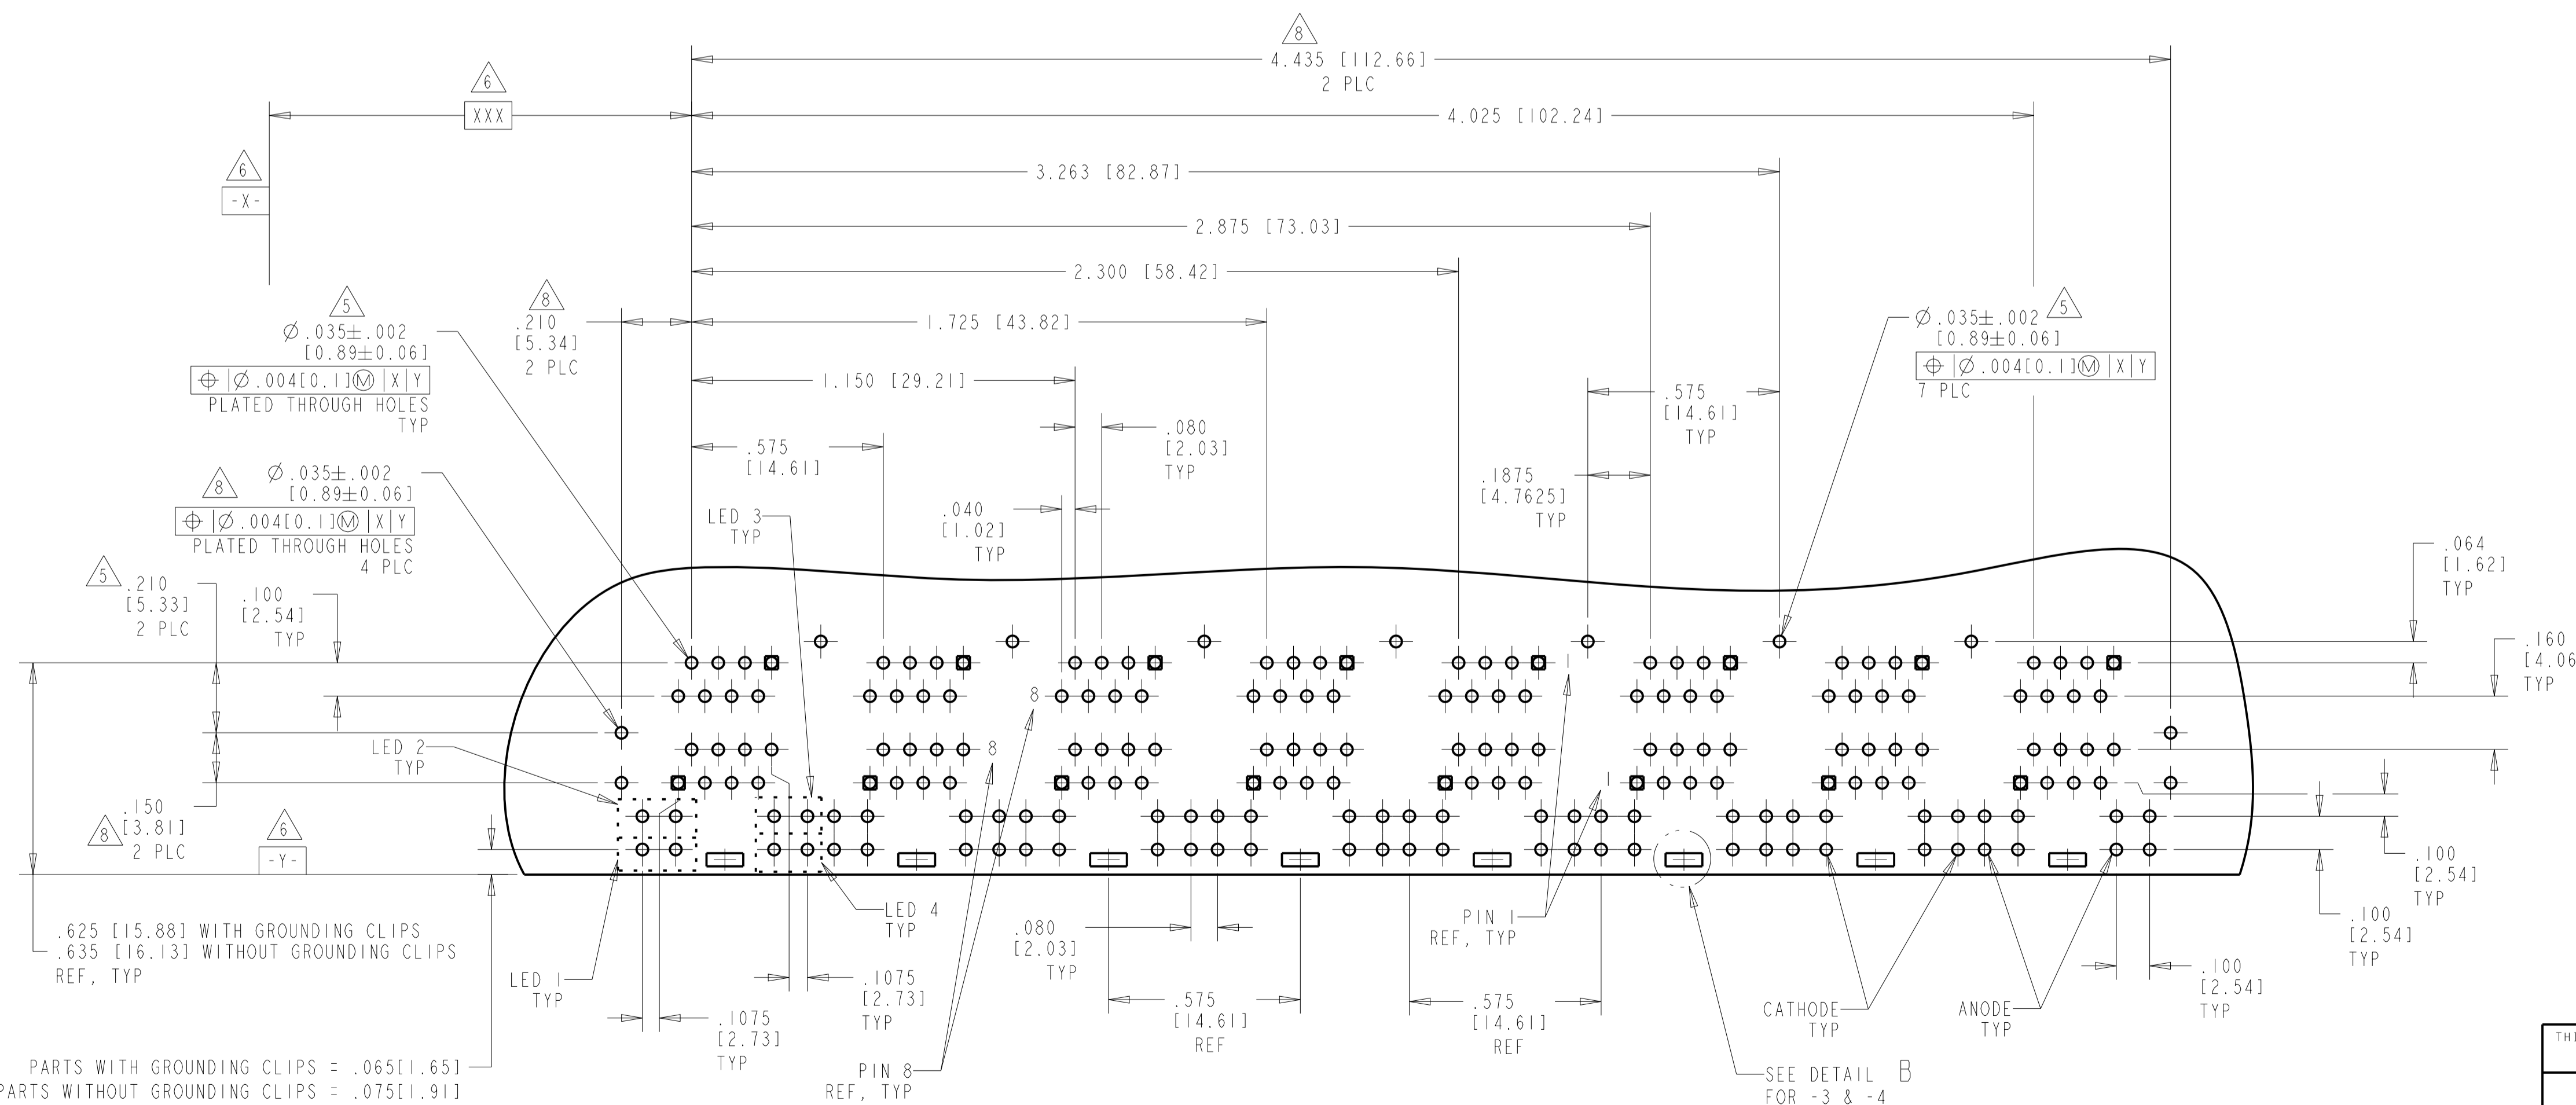 8
4.435 [112.66]
2 PLC
6
XXX
4.025 [102.24]
6
-X-
3.263 [82.87]
2.875 [73.03]
2.300 [58.42]
5
Ø.035±.002
[0.89±0.06]
⌖ Ø.004[0.1]Ⓜ X Y
PLATED THROUGH HOLES
TYP
8
.210
[5.34]
2 PLC
1.725 [43.82]
Ø.035±.002 5
[0.89±0.06]
⌖ Ø.004[0.1]Ⓜ X Y
7 PLC
1.150 [29.21]
.575
[14.61]
TYP
.575
[14.61]
.080
[2.03]
TYP
.1875
[4.7625]
TYP
8
Ø.035±.002
[0.89±0.06]
⌖ Ø.004[0.1]Ⓜ X Y
PLATED THROUGH HOLES
4 PLC
LED 3
TYP
.040
[1.02]
TYP
5
.210
[5.33]
2 PLC
.100
[2.54]
TYP
.064
[1.62]
TYP
.160
[4.06
TYP
1
8
8
1
LED 2
TYP
.150
[3.81]
2 PLC
8
6
-Y-
.100
[2.54]
TYP
.100
[2.54]
TYP
.100
[2.54]
TYP
.625 [15.88] WITH GROUNDING CLIPS
.635 [16.13] WITHOUT GROUNDING CLIPS
REF, TYP
LED 1
TYP
LED 4
TYP
.080
[2.03]
TYP
PIN 1
REF, TYP
.1075
[2.73]
TYP
.1075
[2.73]
TYP
.575
[14.61]
REF
.575
[14.61]
REF
CATHODE
TYP
ANODE
TYP
PARTS WITH GROUNDING CLIPS = .065[1.65]
PARTS WITHOUT GROUNDING CLIPS = .075[1.91]
PIN 8
REF, TYP
SEE DETAIL B
FOR -3 & -4
THI